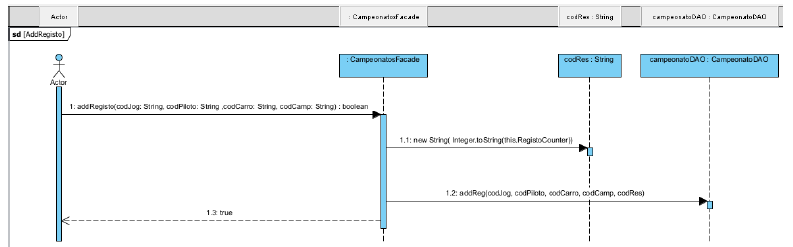 Actor : CampeonatosFacade codRes : String campeonatoDAO : CampeonatoDAO
sd [AddRegisto]
: CampeonatosFacade codRes : String campeonatoDAO : CampeonatoDAO
Actor
1: addRegisto(codJog: String, codPiloto: String ,codCarro: String, codCamp: String) : boolean
1.1: new String( Integer.toString(this.RegistoCounter))
1.2: addReg(codJog, codPiloto, codCarro, codCamp, codRes)
1.3: true